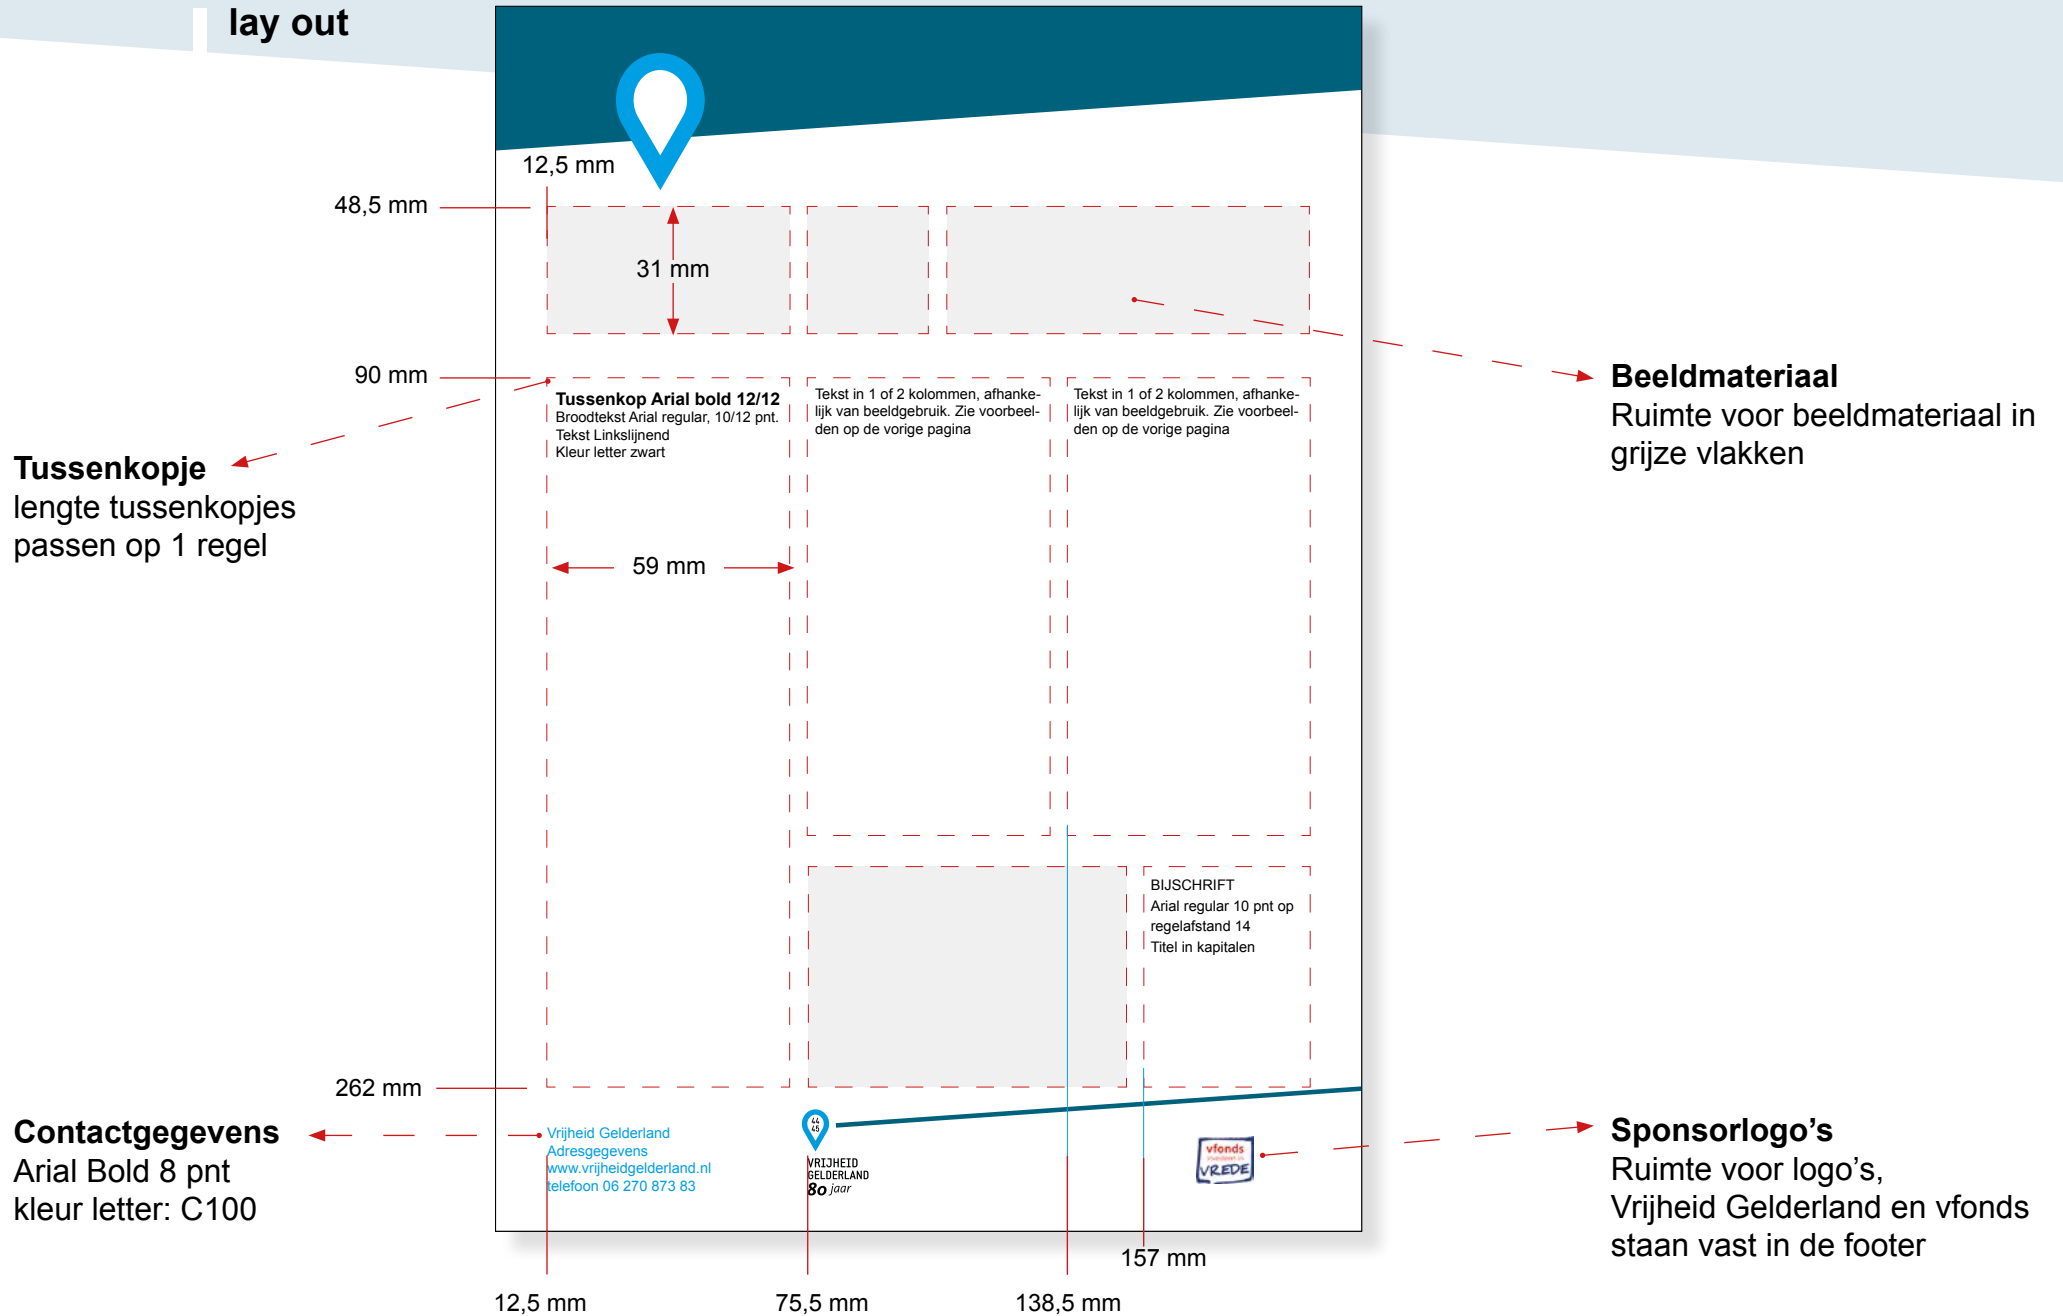 lay out
12,5 mm
48,5 mm
31 mm
90 mm
Tussenkop Arial bold 12/12
Broodtekst Arial regular, 10/12 pnt.
Tekst Linkslijnend
Kleur letter zwart
Tekst in 1 of 2 kolommen, afhanke-
lijk van beeldgebruik. Zie voorbeel-
den op de vorige pagina
Tekst in 1 of 2 kolommen, afhanke-
lijk van beeldgebruik. Zie voorbeel-
den op de vorige pagina
Beeldmateriaal
Ruimte voor beeldmateriaal in
grijze vlakken
Tussenkopje
lengte tussenkopjes
passen op 1 regel
59 mm
BIJSCHRIFT
Arial regular 10 pnt op
regelafstand 14
Titel in kapitalen
262 mm
Contactgegevens
Arial Bold 8 pnt
kleur letter: C100
Vrijheid Gelderland
Adresgegevens
www.vrijheidgelderland.nl
telefoon 06 270 873 83
44
45
VRIJHEID
GELDERLAND
80 jaar
vfonds
VREDE
Sponsorlogo's
Ruimte voor logo's,
Vrijheid Gelderland en vfonds
staan vast in de footer
157 mm
12,5 mm
75,5 mm
138,5 mm